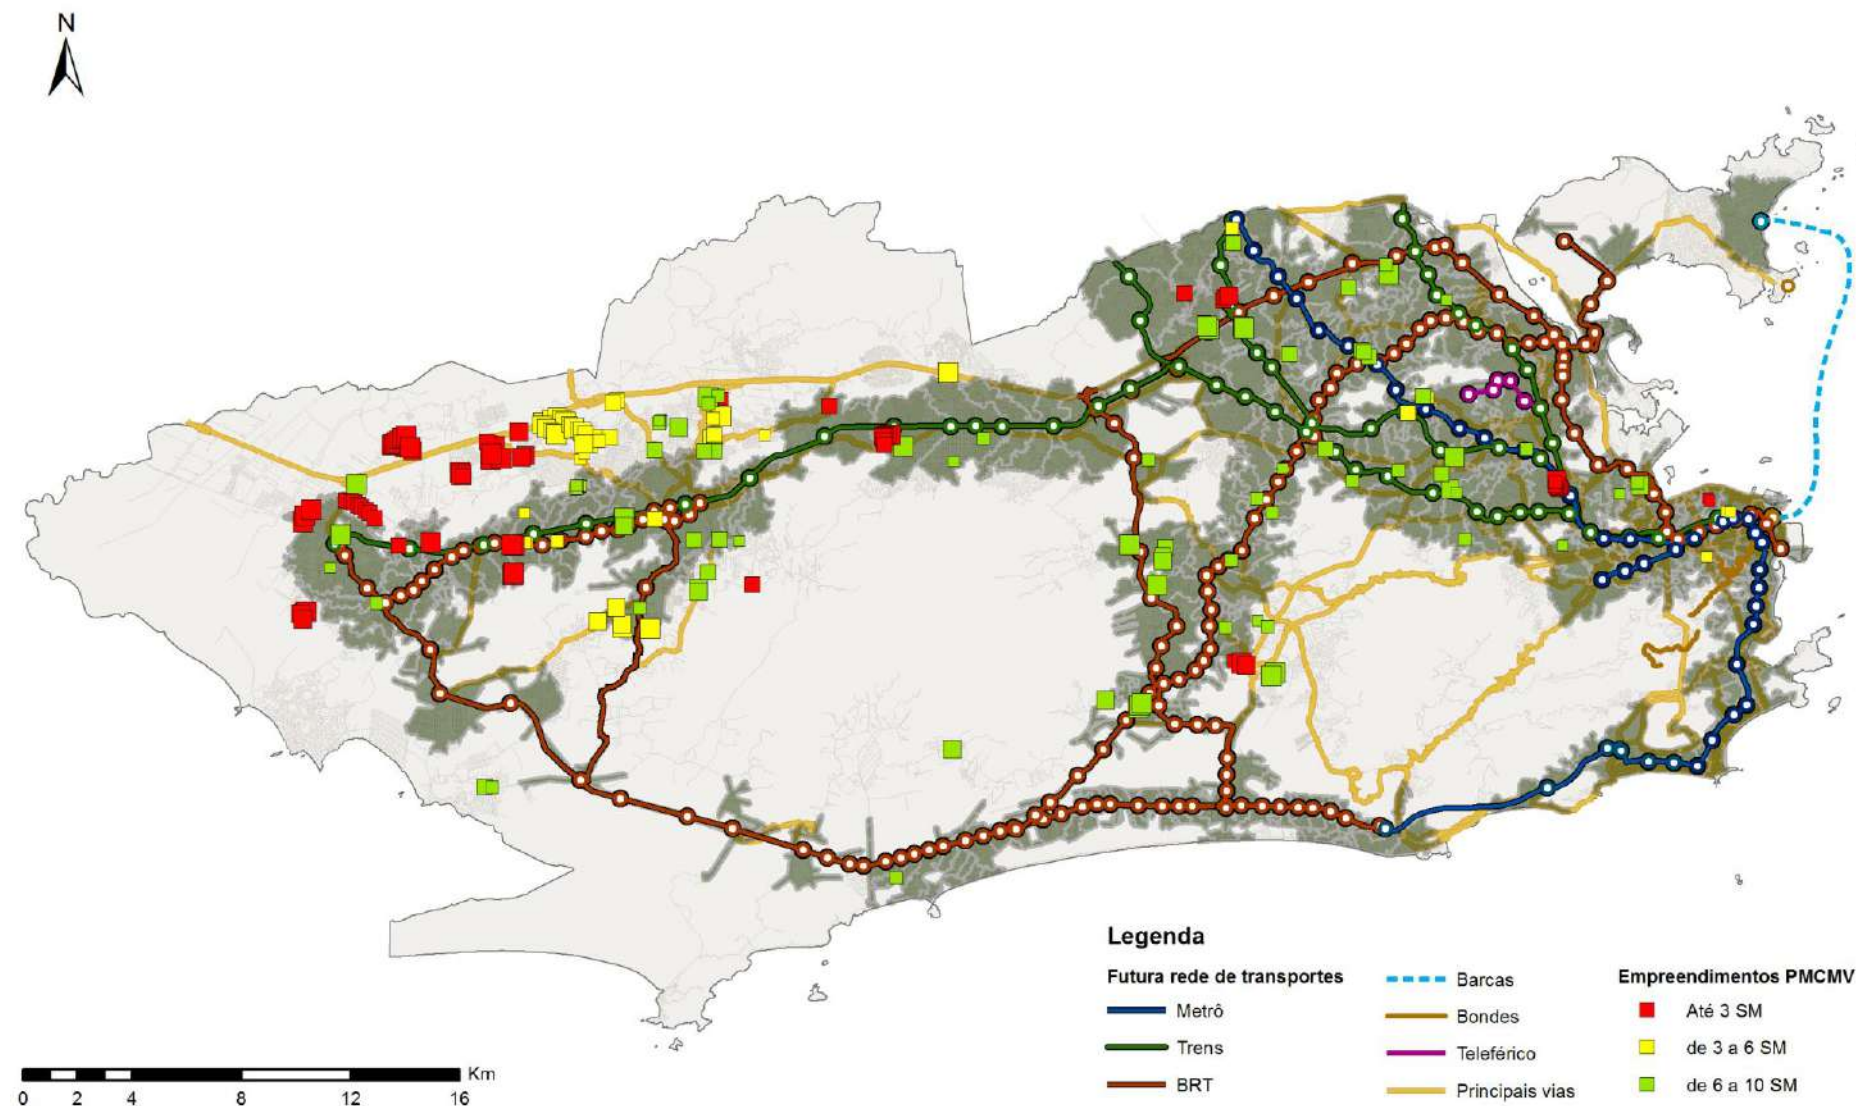 N
Km
0 2 4 8 12 16
Legenda
Futura rede de transportes
Metrô
Trens
BRT
Barcas
Bondes
Teleférico
Principais vias
Empreendimentos PMCMV
Até 3 SM
de 3 a 6 SM
de 6 a 10 SM